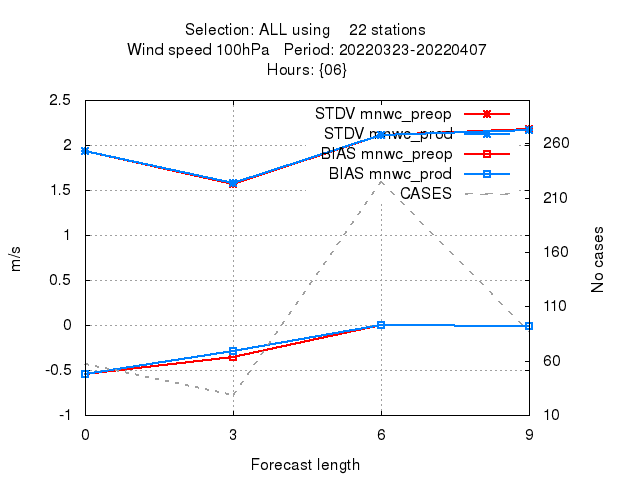 Selection: ALL using 22 stations
Wind speed 100hPa Period: 20220323-20220407
Hours: {06}
2.5
2
1.5
1
0.5
0
-0.5
-1
260
210
160
110
60
10
STDV mnwc_preop
STDV mnwc_prod
BIAS mnwc_preop
BIAS mnwc_prod
CASES
m/s
No cases
0 3 6 9
Forecast length